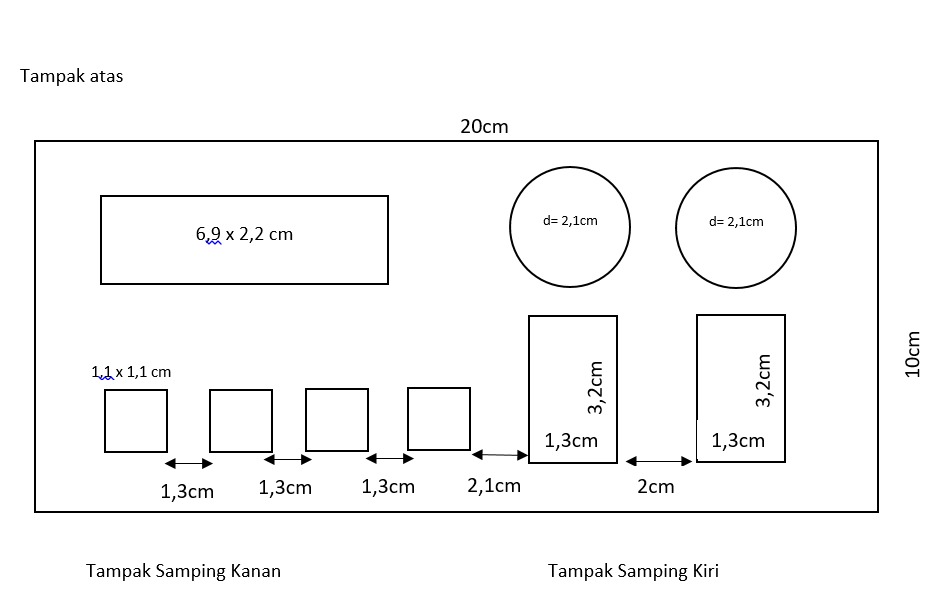 Tampak atas
20cm
6,9 x 2,2 cm
d= 2,1cm
d= 2,1cm
10cm
1,1 x 1,1 cm
3,2cm
3,2cm
1,3cm
1,3cm
1,3cm
1,3cm
1,3cm
2,1cm
2cm
Tampak Samping Kanan
Tampak Samping Kiri